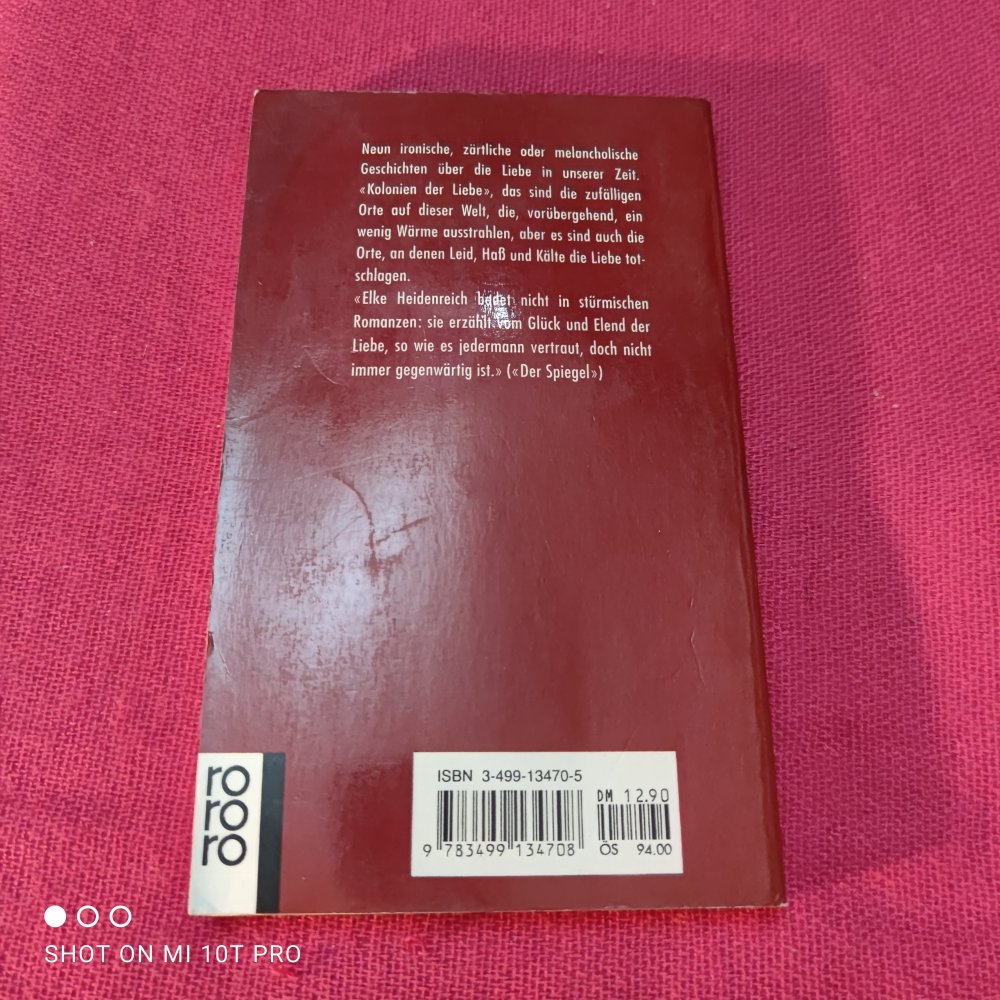 Neun ironische, zärtliche oder melancholische
Geschichten über die Liebe in unserer Zeit.
«Kolonien der Liebe», das sind die zufälligen
Orte auf dieser Welt, die, vorübergehend, ein
wenig Wärme ausstrahlen, aber es sind auch die
Orte, an denen Leid, Haß und Kälte die Liebe tot-
schlagen.
«Elke Heidenreich badet nicht in stürmischen
Romanzen: sie erzählt vom Glück und Elend der
Liebe, so wie es jedermann vertraut, doch nicht
immer gegenwärtig ist.» («Der Spiegel»)
ro
ro
ro
ISBN 3-499-13470-5
DM 12.90
9 783499 134708
ÖS 94.00
SHOT ON MI 10T PRO